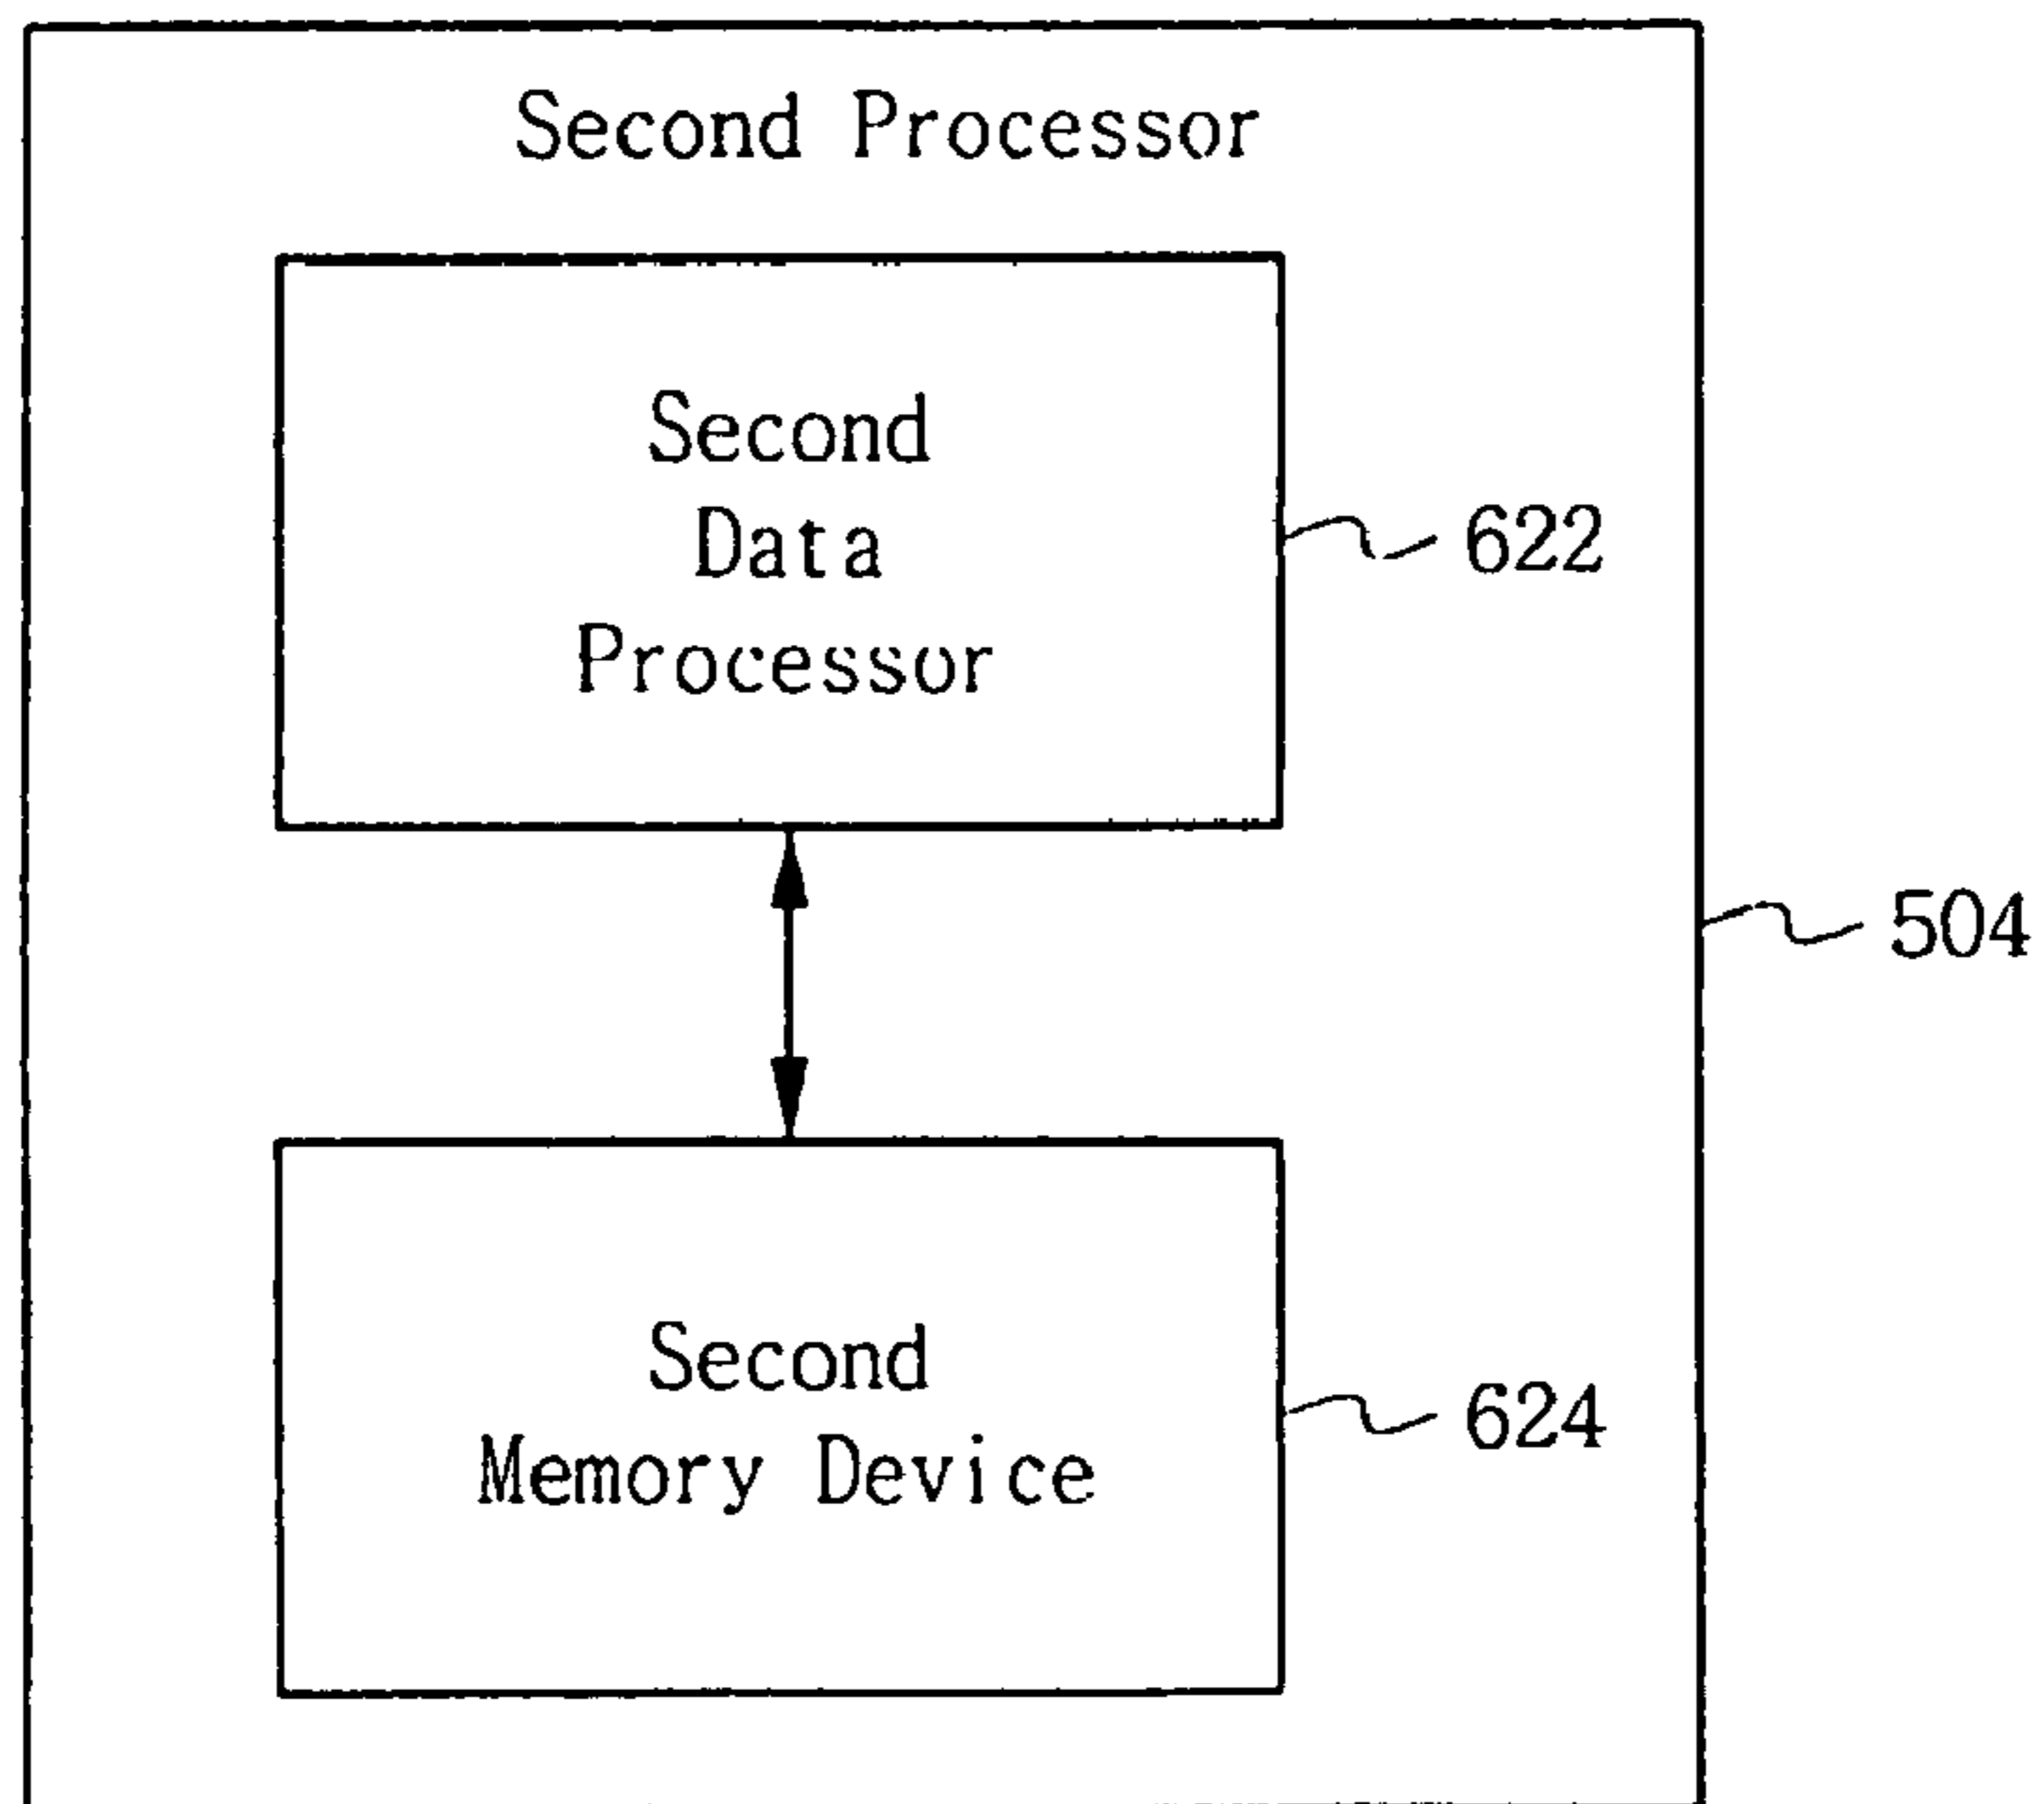 Second Processor
Second
Data
Processor
622
504
Second
Memory Device
624